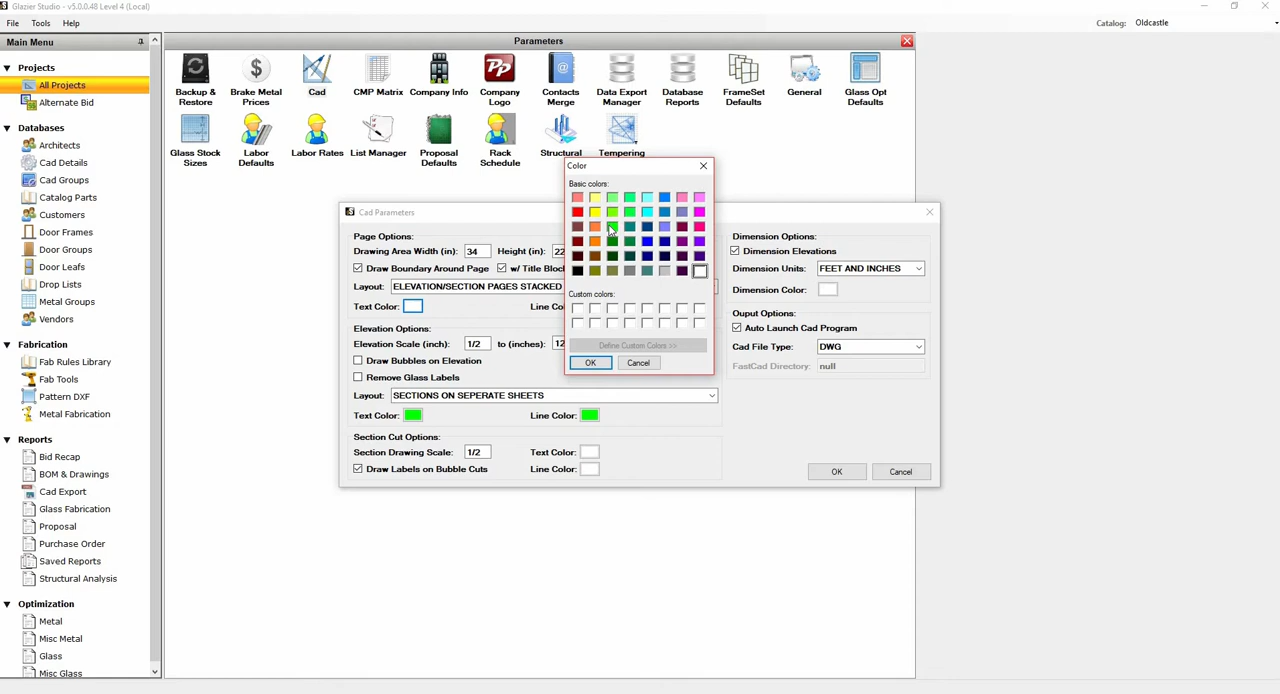 Glazier Studio - v5.0.0.48 Level 4 (Local)
File Tools Help
Catalog: Oldcastle
Main Menu
Projects
All Projects
Alternate Bid
Databases
Architects
Cad Details
Cad Groups
Catalog Parts
Customers
Door Frames
Door Groups
Door Leafs
Drop Lists
Metal Groups
Vendors
Fabrication
Fab Rules Library
Fab Tools
Pattern DXF
Metal Fabrication
Reports
Bid Recap
BOM & Drawings
Cad Export
Glass Fabrication
Proposal
Purchase Order
Saved Reports
Structural Analysis
Optimization
Metal
Misc Metal
Glass
Misc Glass
Parameters
Backup & Restore
Brake Metal Prices
Cad
CMP Matrix
Company Info
Company Logo
Contacts Merge
Data Export Manager
Database Reports
FrameSet Defaults
General
Glass Opt Defaults
Glass Stock Sizes
Labor Defaults
Labor Rates
List Manager
Proposal Defaults
Rack Schedule
Structural
Tempering
Cad Parameters
Page Options:
Drawing Area Width (in): 34 Height (in): 22
Draw Boundary Around Page w/ Title Bloc
Layout: ELEVATION/SECTION PAGES STACKED
Text Color: Line Co
Elevation Options:
Elevation Scale (inch): 1/2 to (inches): 12
Draw Bubbles on Elevation
Remove Glass Labels
Layout: SECTIONS ON SEPERATE SHEETS
Text Color: Line Color:
Section Cut Options:
Section Drawing Scale: 1/2 Text Color:
Draw Labels on Bubble Cuts Line Color:
Dimension Options:
Dimension Elevations
Dimension Units: FEET AND INCHES
Dimension Color:
Ouput Options:
Auto Launch Cad Program
Cad File Type: DWG
FastCad Directory: null
OK Cancel
Color
Basic colors:
Custom colors:
Define Custom Colors >>
OK Cancel